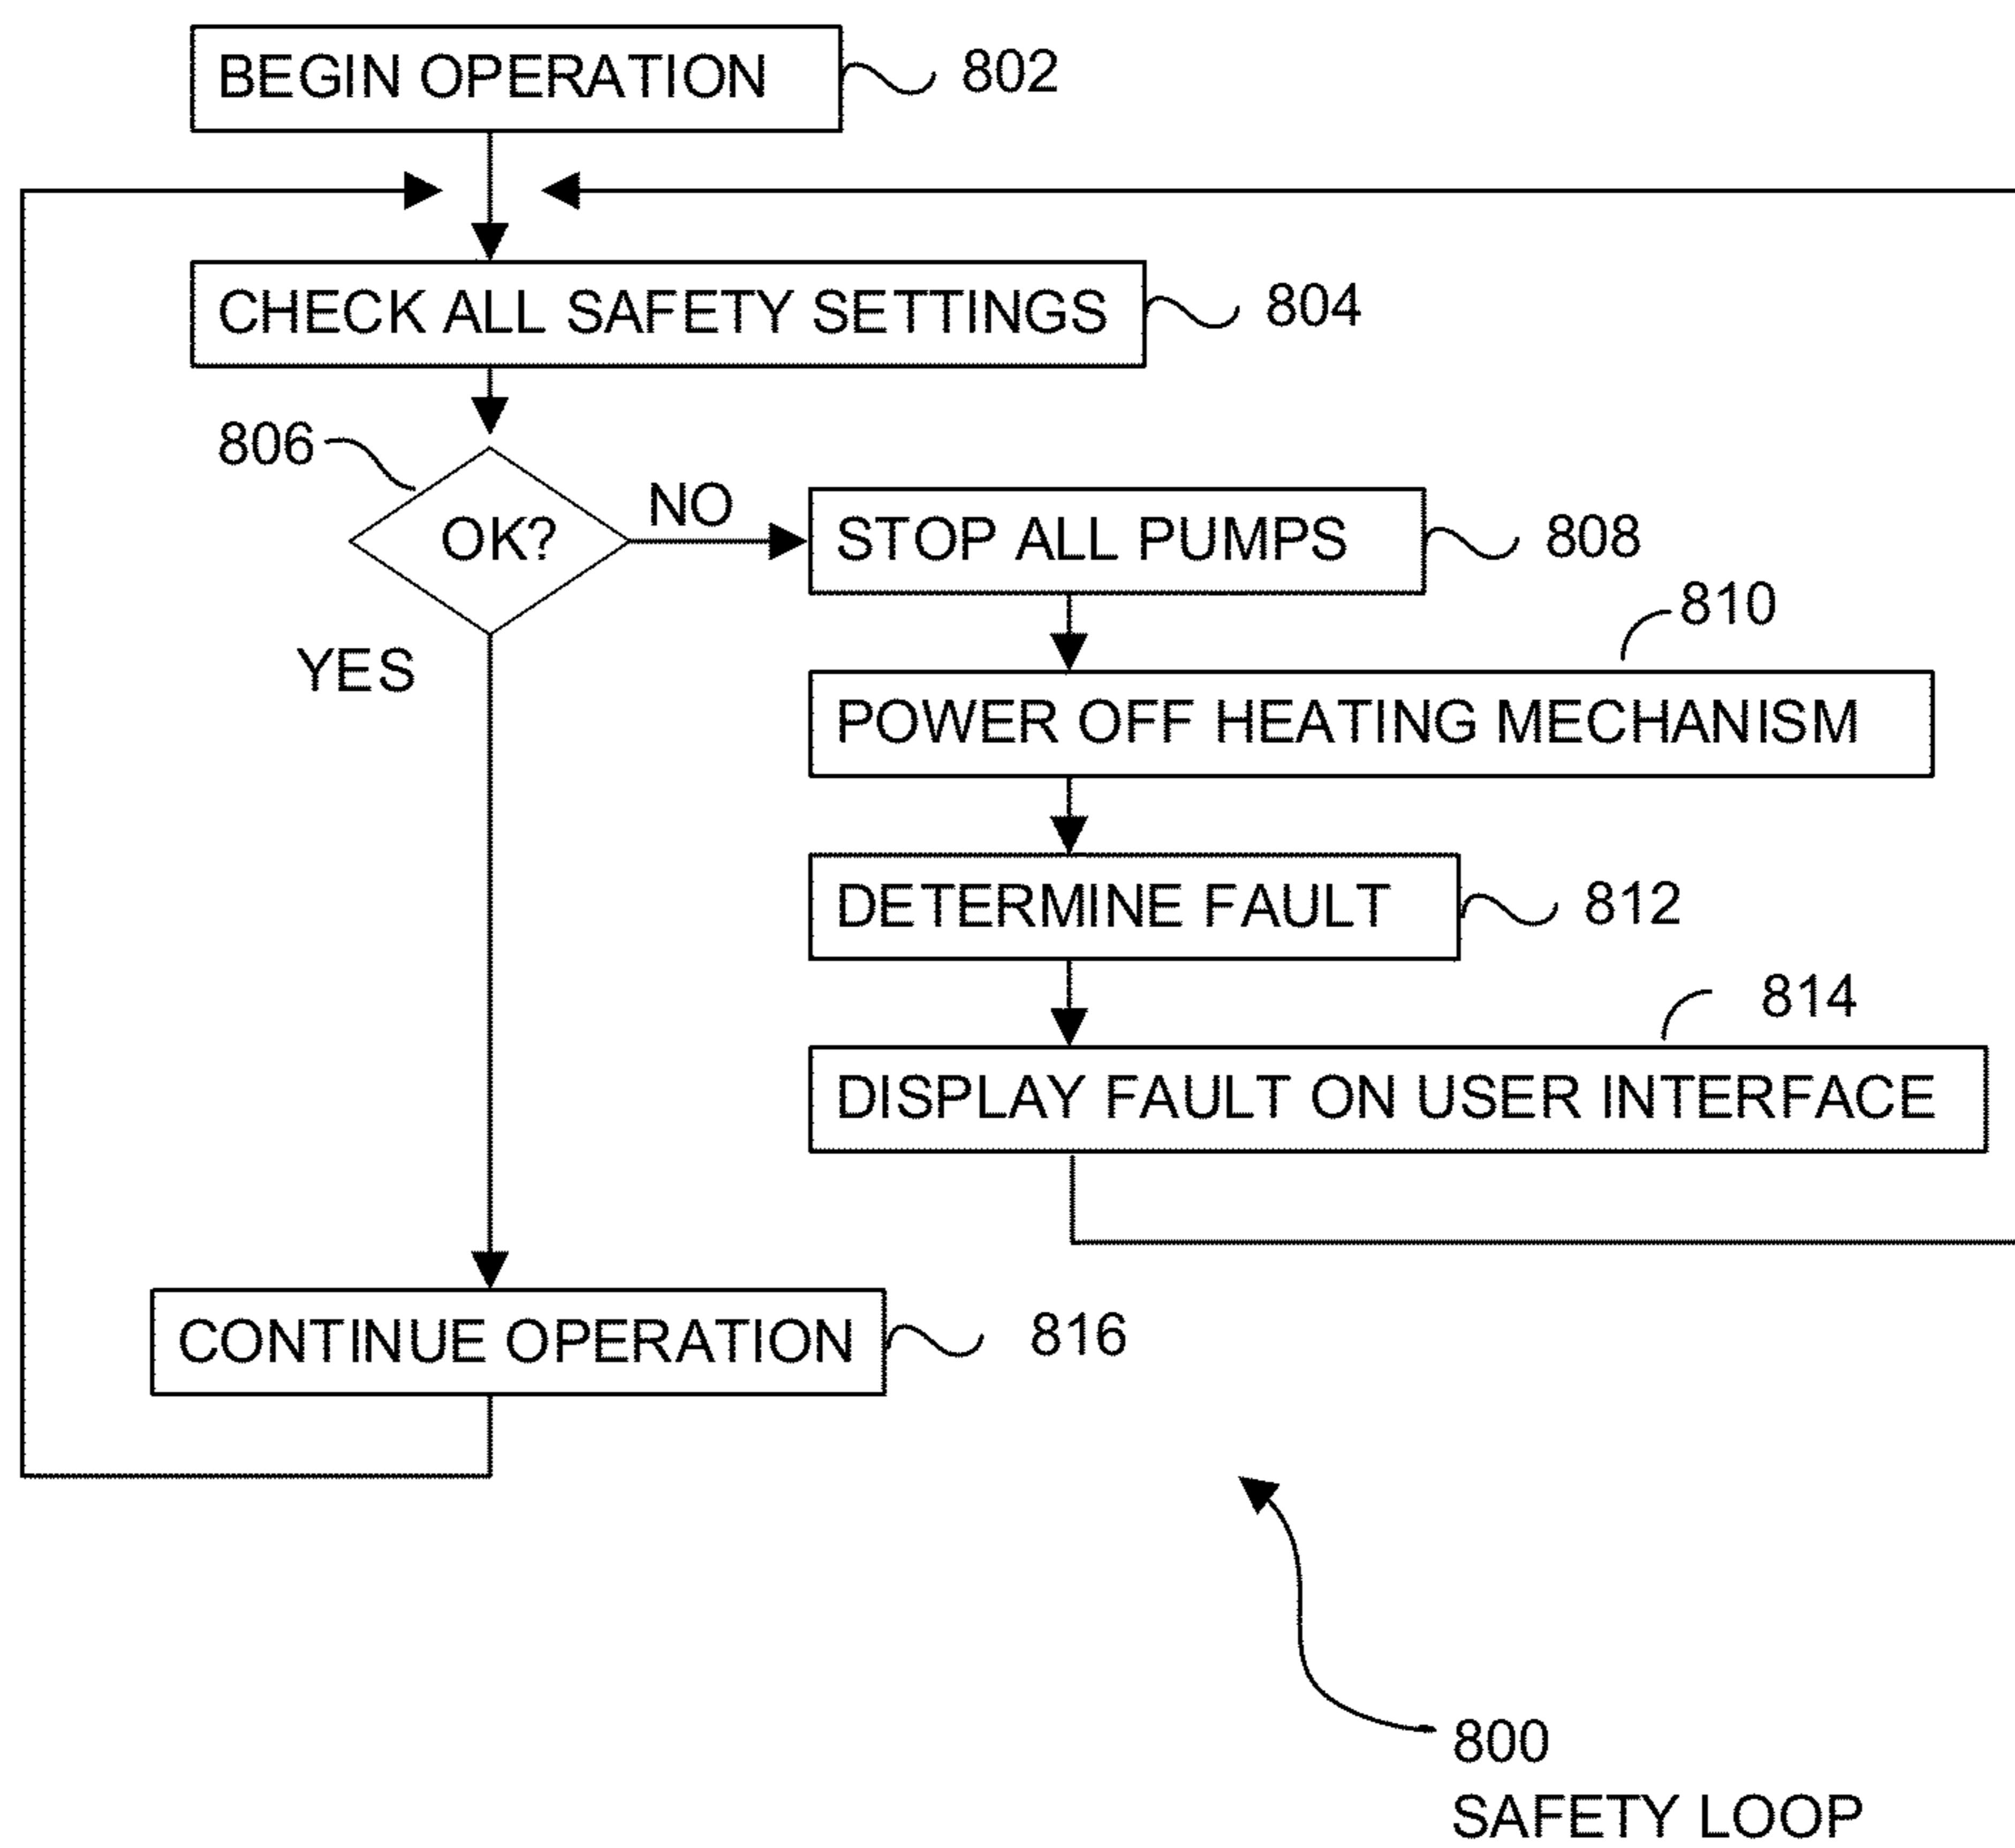 BEGIN OPERATION
802
CHECK ALL SAFETY SETTINGS
804
806
OK?
NO
YES
STOP ALL PUMPS
808
810
POWER OFF HEATING MECHANISM
DETERMINE FAULT
812
814
DISPLAY FAULT ON USER INTERFACE
CONTINUE OPERATION
816
800
SAFETY LOOP